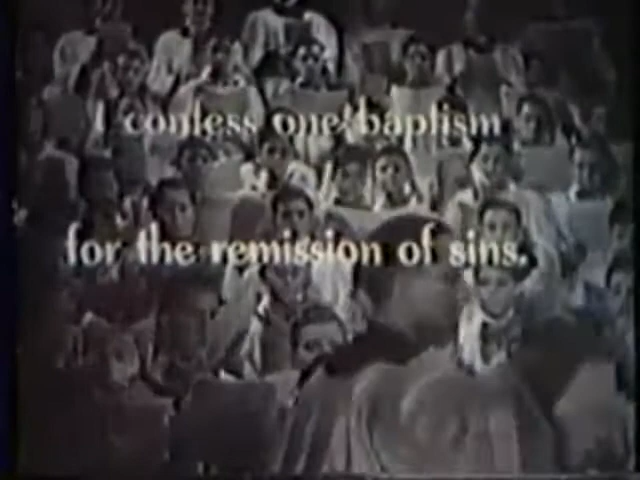 I confess one baptism
for the remission of sins.